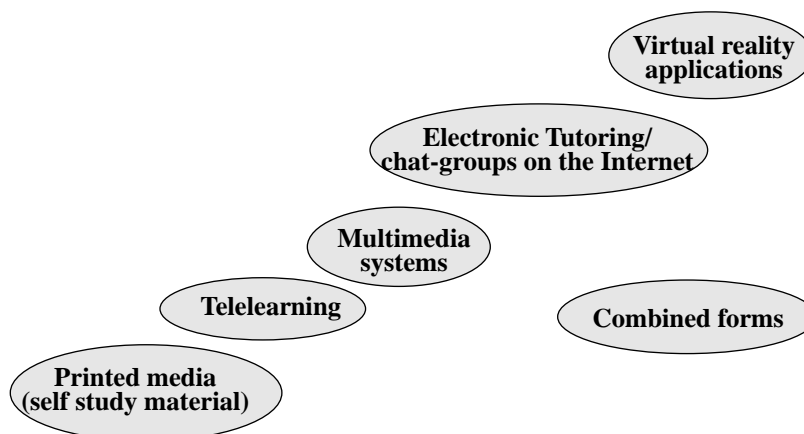 Virtual reality
applications
Electronic Tutoring/
chat-groups on the Internet
Multimedia
systems
Telelearning
Combined forms
Printed media
(self study material)